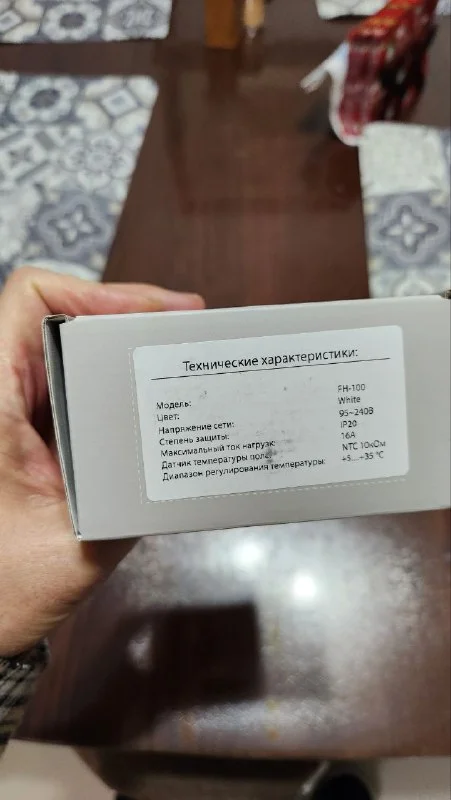 Технические характеристики:
Модель: FH-100
Цвет: White
Напряжение сети: 95~240В
Степень защиты: IP20
Максимальный ток нагрузк: 16А
Датчик температуры пола: NTC 10кОм
Диапазон регулирования температуры: +5...+35 °C